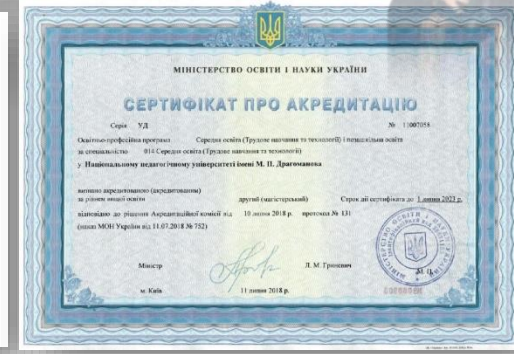 МІНІСТЕРСТВО ОСВІТИ І НАУКИ УКРАЇНИ
СЕРТИФІКАТ ПРО АКРЕДИТАЦІЮ
Серія УД № 11007058
Освітньо-професійна програма Середня освіта (Трудове навчання та технології) і позашкільна освіта
за спеціальністю 014 Середня освіта (Трудове навчання та технології)
у Національному педагогічному університеті імені М. П. Драгоманова
визнано акредитованою (акредитованим)
за рівнем вищої освіти другий (магістерський) Строк дії сертифіката до 1 липня 2023 р.
відповідно до рішення Акредитаційної комісії від 10 липня 2018 р. протокол № 131
(наказ МОН України від 11.07.2018 № 752)
Міністр Л. М. Гриневич
М. П.
м. Київ 11 липня 2018 р.